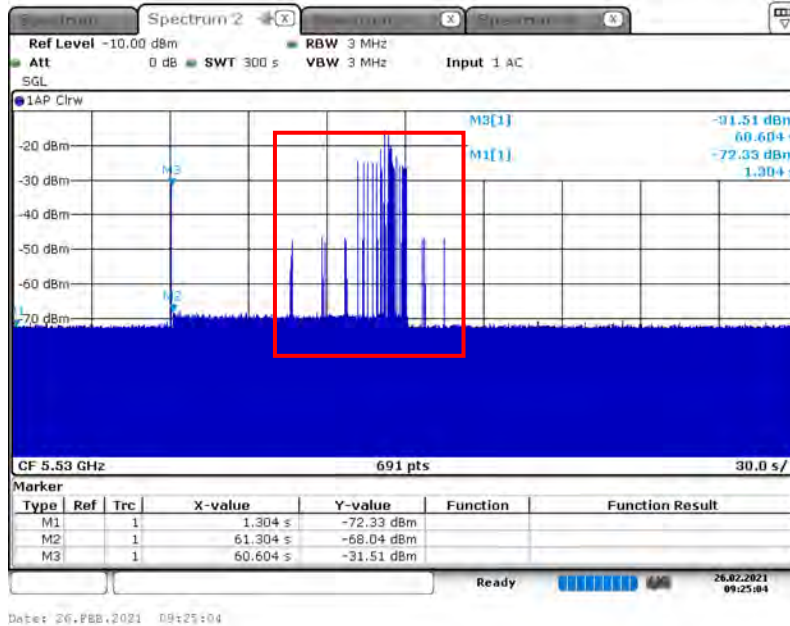 Spectrum 2
Ref Level -10.00 dBm RBW 3 MHz
Att 0 dB SWT 300 s VBW 3 MHz Input 1 AC
SGL
1AP Clrw
M3[1] -31.51 dBm
60.604 s
M1[1] -72.33 dBm
1.304 s
-20 dBm
M3
-30 dBm
-40 dBm
-50 dBm
-60 dBm
M2
-70 dBm
CF 5.53 GHz 691 pts 30.0 s/
Marker
Type Ref Trc X-value Y-value Function Function Result
M1 1 1.304 s -72.33 dBm
M2 1 61.304 s -68.04 dBm
M3 1 60.604 s -31.51 dBm
Ready 26.02.2021
09:25:04
Date: 26.FEB.2021 09:25:04